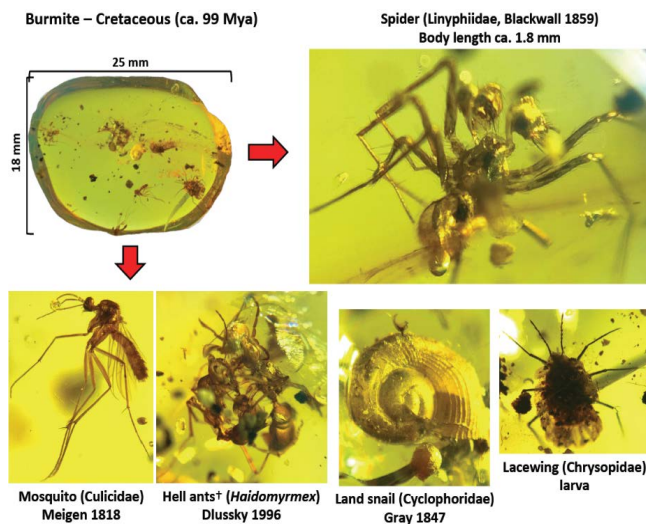 Burmite – Cretaceous (ca. 99 Mya)
25 mm
18 mm
Spider (Linyphiidae, Blackwall 1859)
Body length ca. 1.8 mm
Mosquito (Culicidae)
Meigen 1818
Hell ants† (Haidomyrmex)
Dlussky 1996
Land snail (Cyclophoridae)
Gray 1847
Lacewing (Chrysopidae)
larva